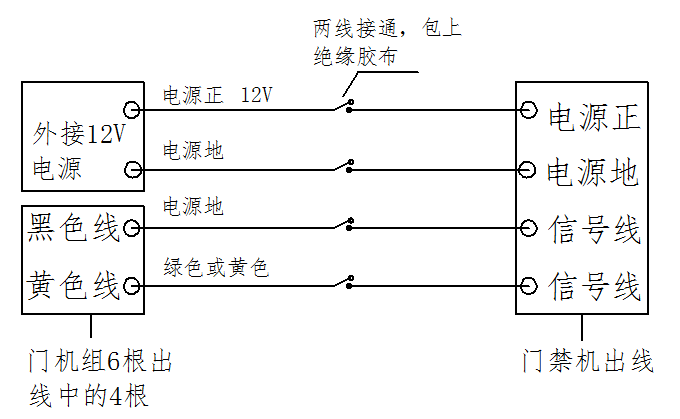 两线接通，包上
绝缘胶布
电源正 12V
外接12V
电源
电源地
电源地
黑色线
绿色或黄色
黄色线
电源正
电源地
信号线
信号线
门机组6根出
线中的4根
门禁机出线